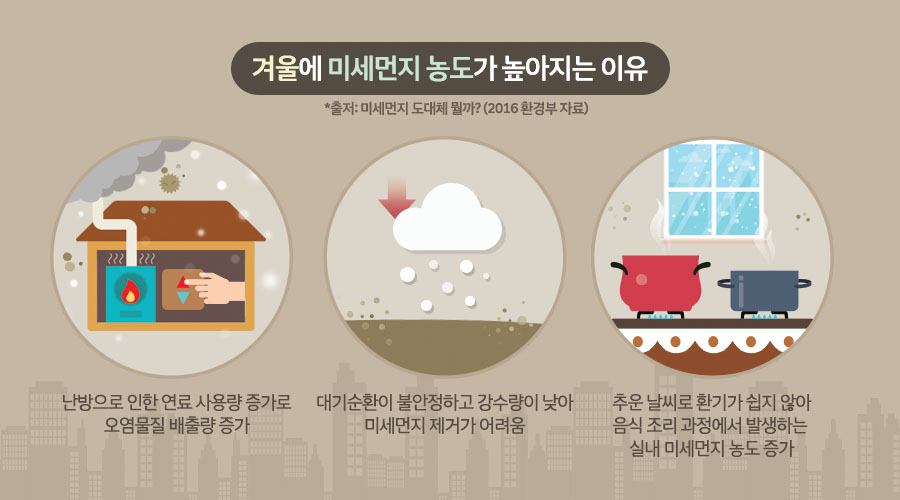 겨울에 미세먼지 농도가 높아지는 이유
*출저: 미세먼지 도대체 뭘까? (2016 환경부 자료)
난방으로 인한 연료 사용량 증가로
오염물질 배출량 증가
대기순환이 불안정하고 강수량이 낮아
미세먼지 제거가 어려움
추운 날씨로 환기가 쉽지 않아
음식 조리 과정에서 발생하는
실내 미세먼지 농도 증가